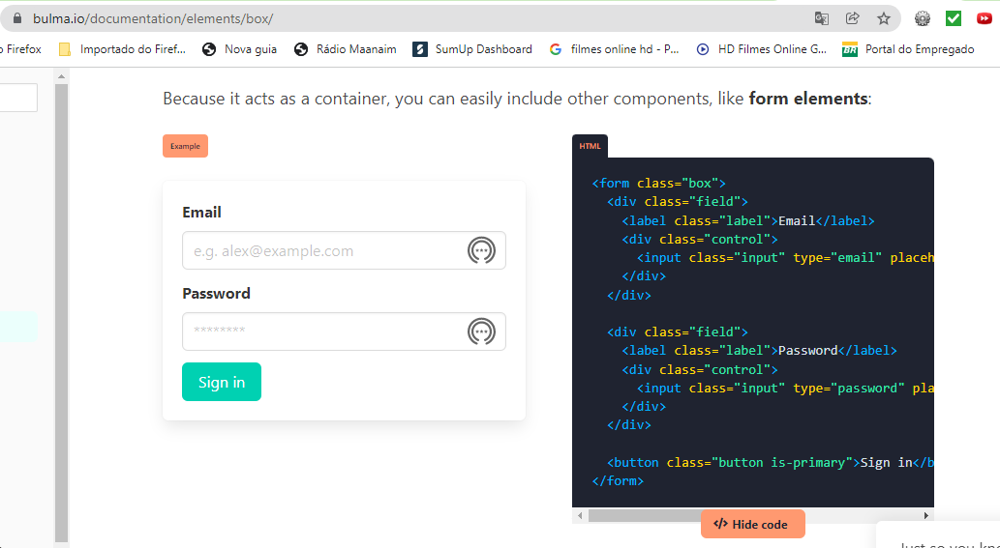 bulma.io/documentation/elements/box/
Firefox Importado do Firef... Nova guia Rádio Maanaim SumUp Dashboard filmes online hd - P... HD Filmes Online G... Portal do Empregado
Because it acts as a container, you can easily include other components, like form elements:
Example
Email
e.g. alex@example.com
Password
********
Sign in
HTML
<form class="box">
  <div class="field">
    <label class="label">Email</label>
    <div class="control">
      <input class="input" type="email" placeh
    </div>
  </div>

  <div class="field">
    <label class="label">Password</label>
    <div class="control">
      <input class="input" type="password" pla
    </div>
  </div>

  <button class="button is-primary">Sign in</b
</form>
</> Hide code